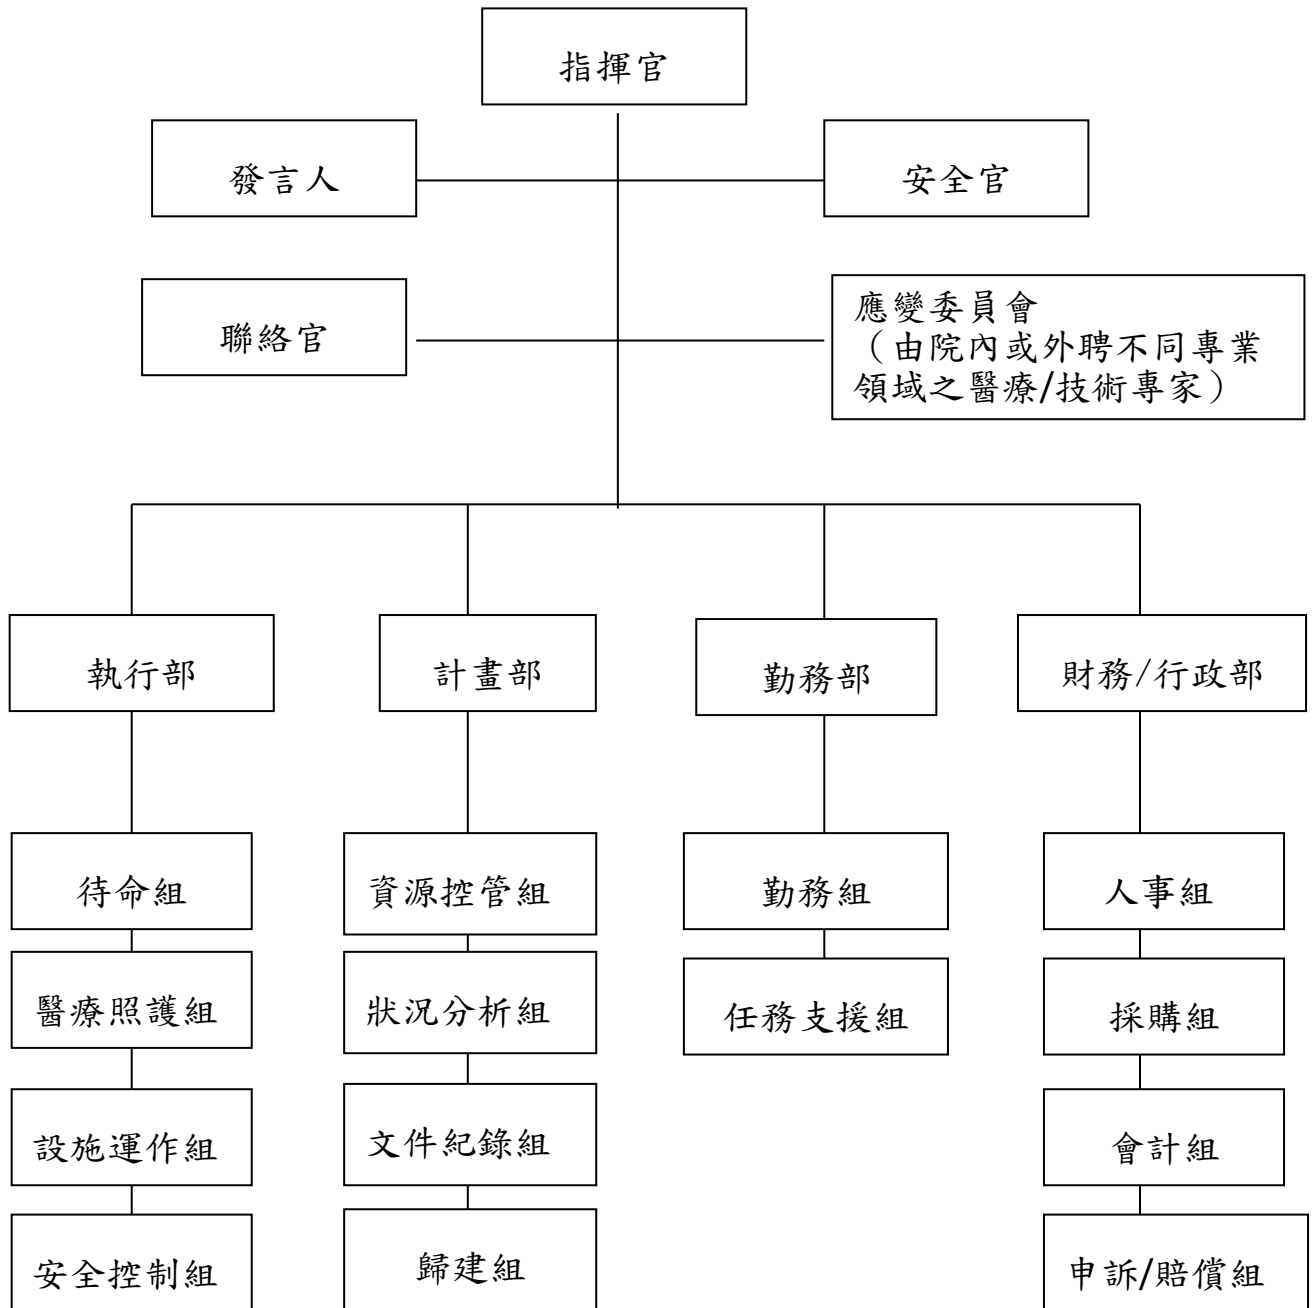 指揮官
發言人
安全官
聯絡官
應變委員會
（由院內或外聘不同專業
領域之醫療/技術專家）
執行部
計畫部
勤務部
財務/行政部
待命組
資源控管組
勤務組
人事組
醫療照護組
狀況分析組
任務支援組
採購組
設施運作組
文件紀錄組
會計組
安全控制組
歸建組
申訴/賠償組